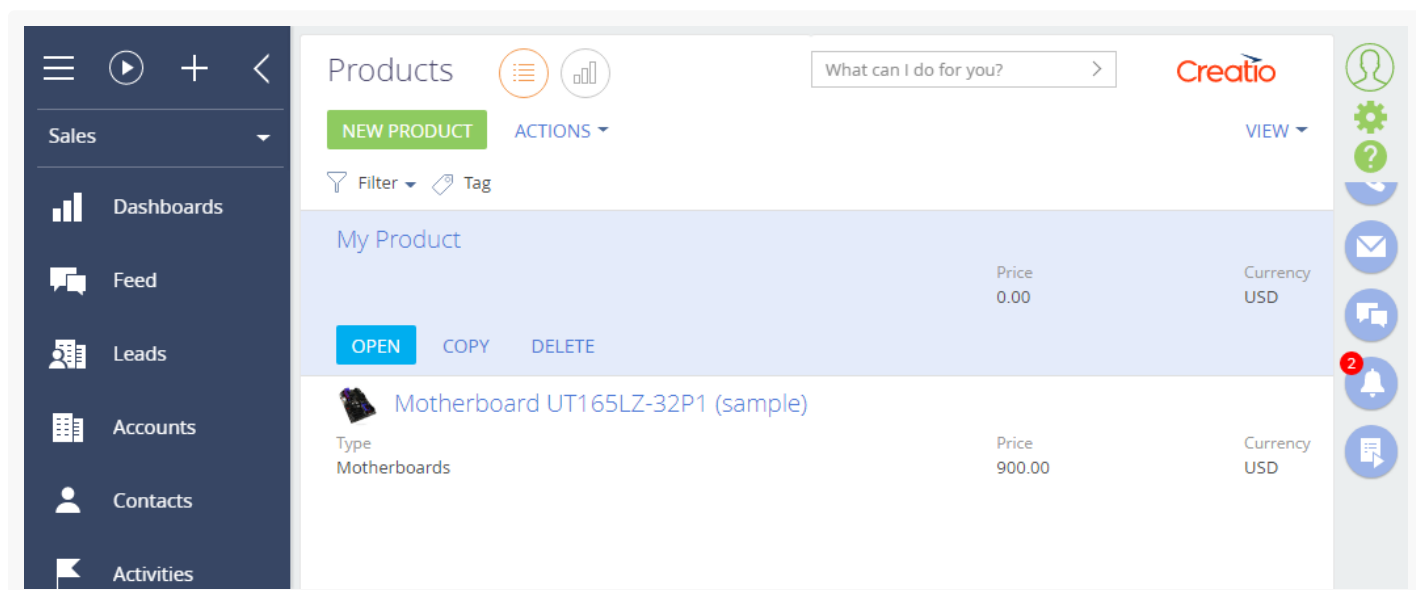 Products
What can I do for you?
Creatio
Sales
NEW PRODUCT ACTIONS
VIEW
Filter Tag
Dashboards
My Product
Feed
Price Currency
0.00 USD
OPEN COPY DELETE
Leads
2
Motherboard UT165LZ-32P1 (sample)
Accounts
Type Price Currency
Motherboards 900.00 USD
Contacts
Activities